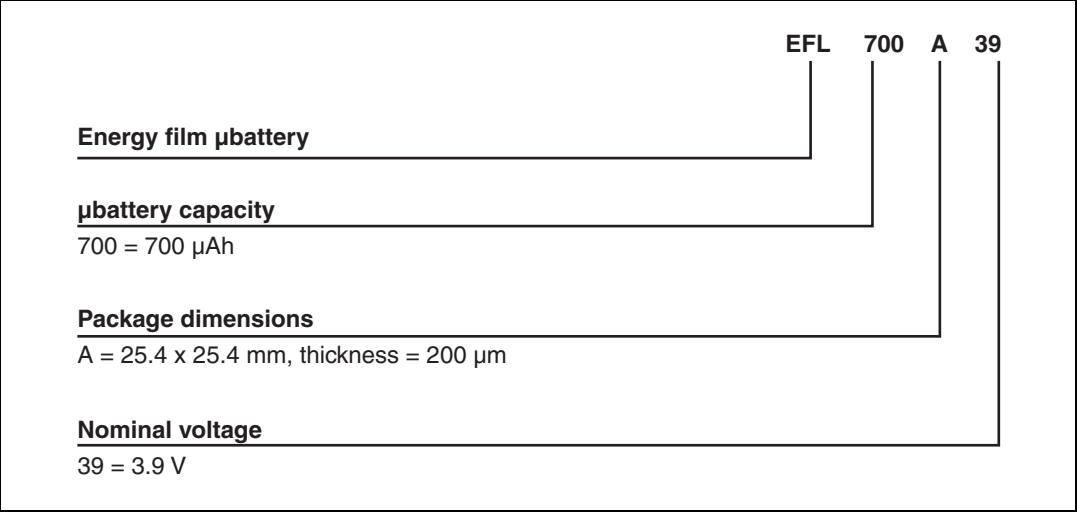 EFL 700 A 39
Energy film µbattery
µbattery capacity
700 = 700 µAh
Package dimensions
A = 25.4 x 25.4 mm, thickness = 200 µm
Nominal voltage
39 = 3.9 V